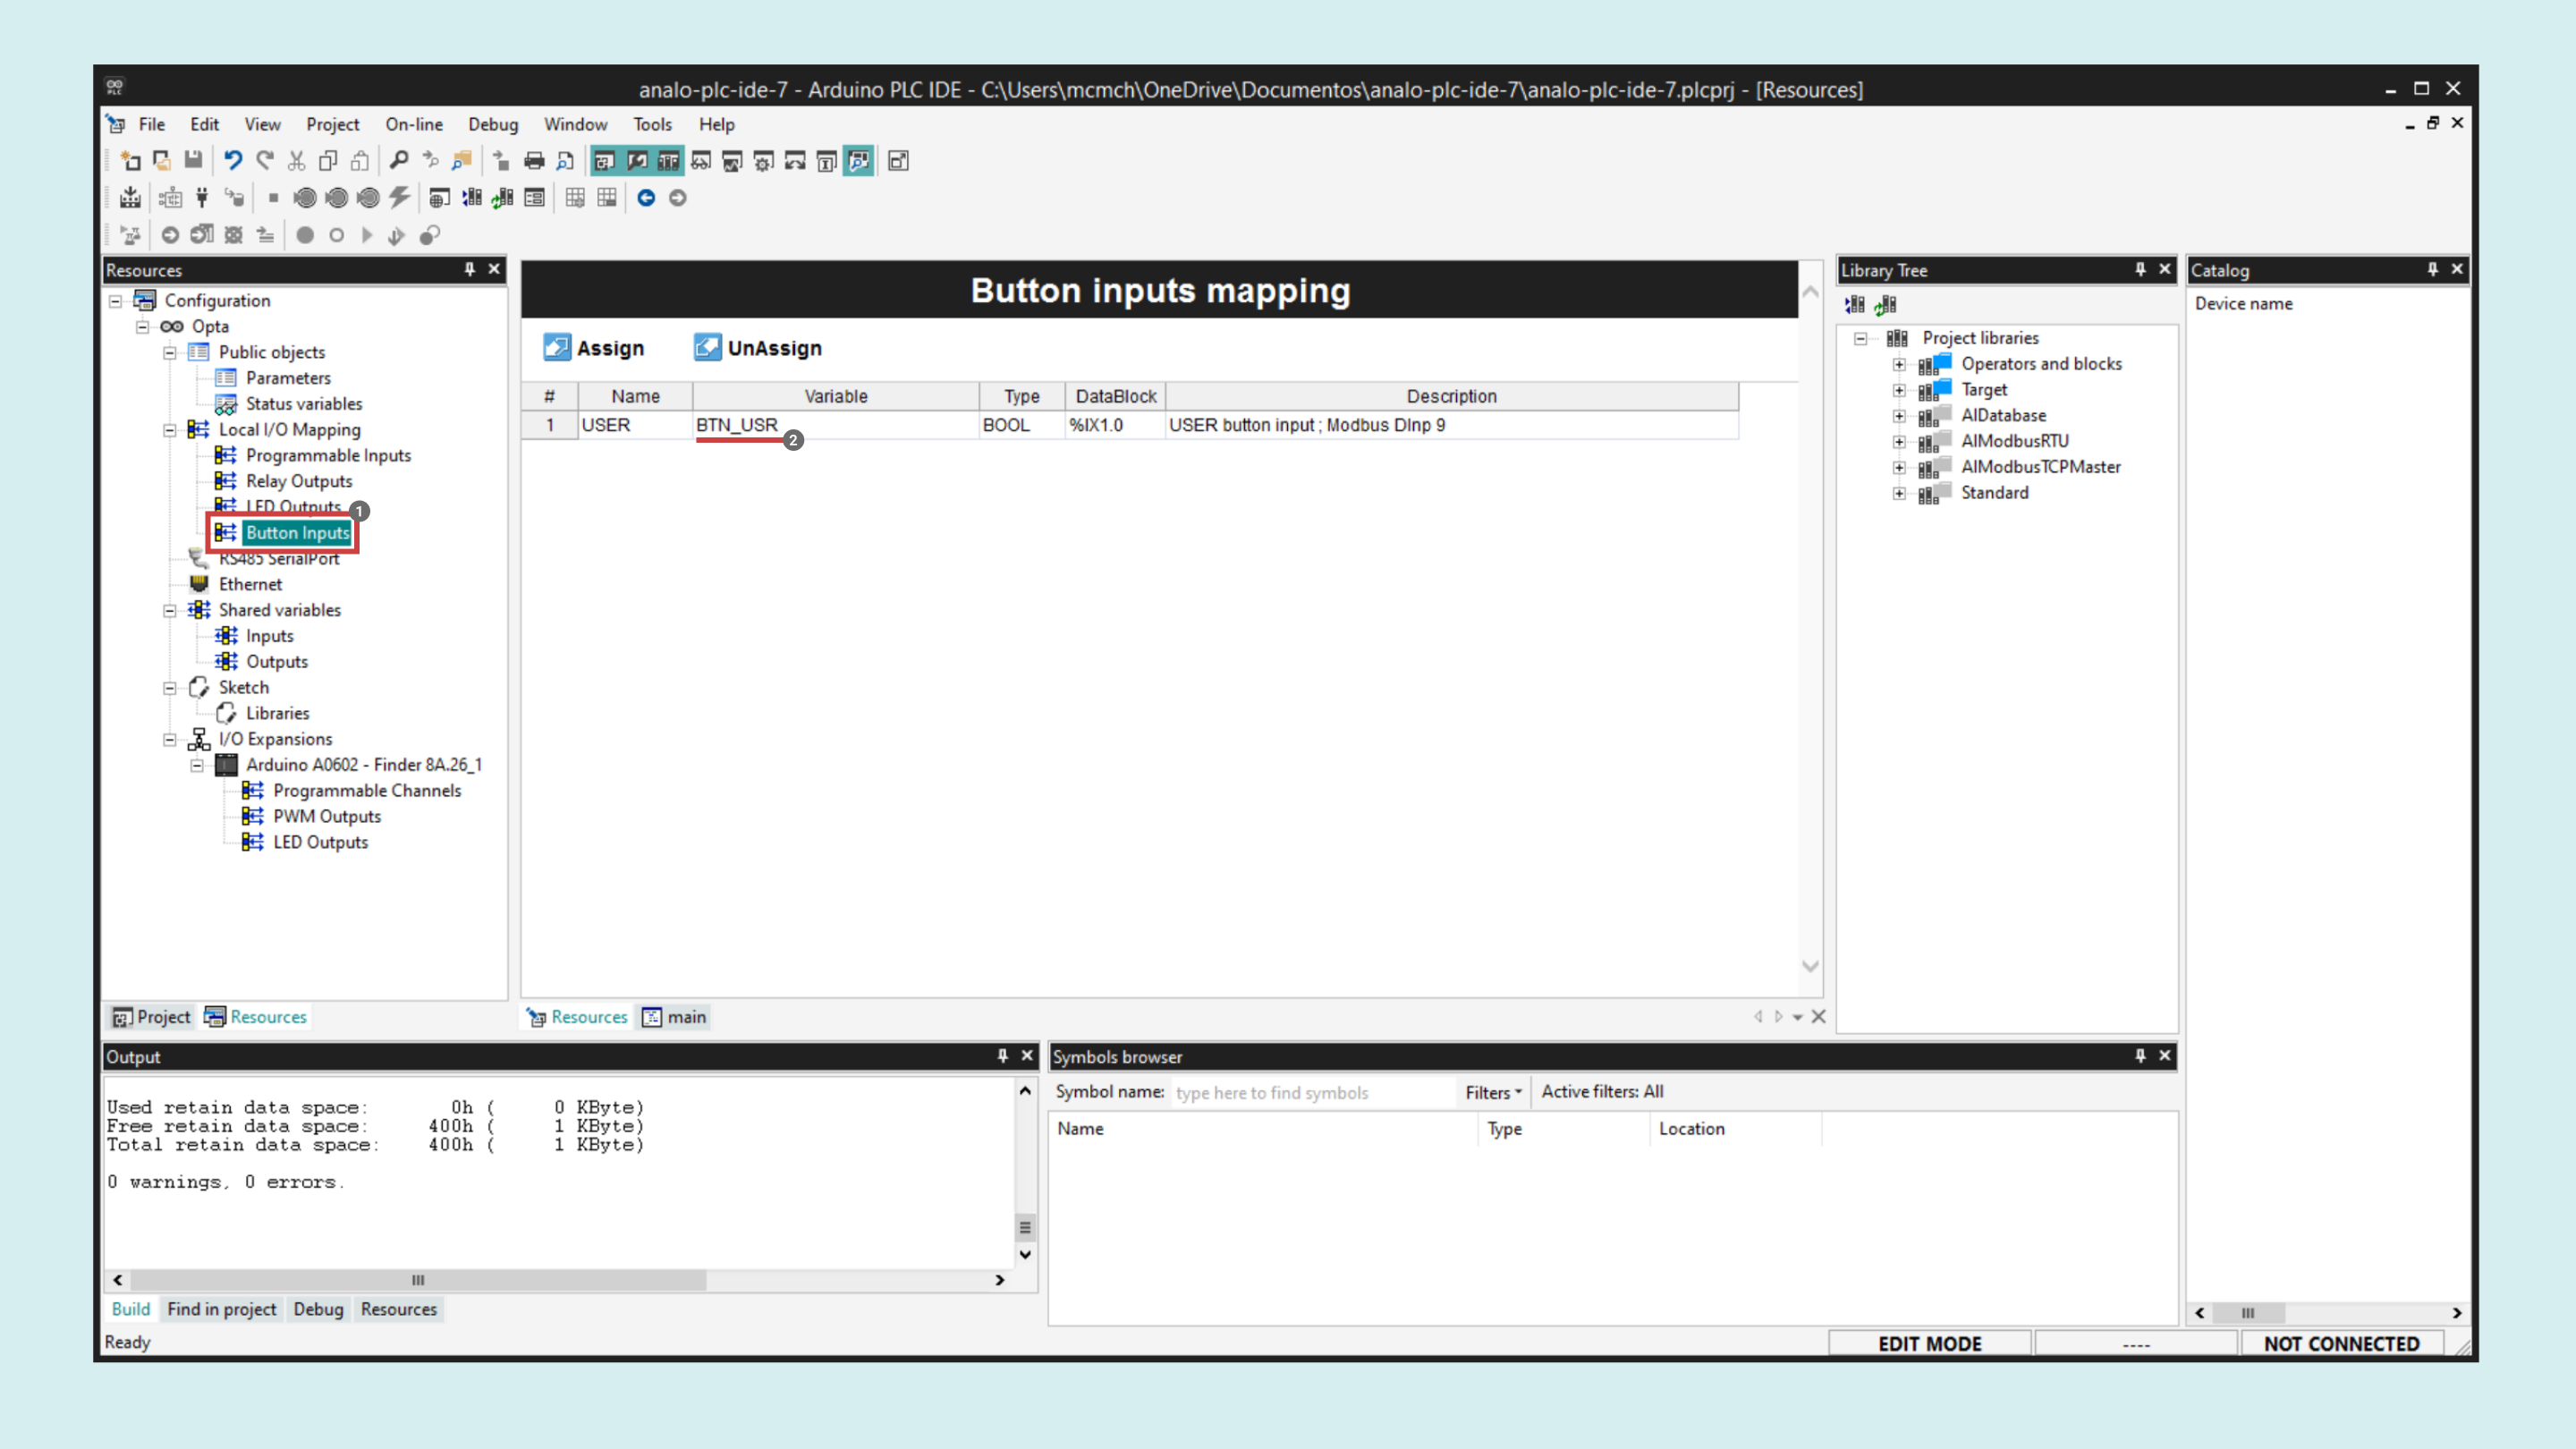 analo-plc-ide-7 - Arduino PLC IDE - C:\Users\mcmch\OneDrive\Documentos\analo-plc-ide-7\analo-plc-ide-7.plcprj - [Resources]
File Edit View Project On-line Debug Window Tools Help
Resources
Configuration
Opta
Public objects
Parameters
Status variables
Local I/O Mapping
Programmable Inputs
Relay Outputs
LED Outputs
1
Button Inputs
RS485 SerialPort
Ethernet
Shared variables
Inputs
Outputs
Sketch
Libraries
I/O Expansions
Arduino A0602 - Finder 8A.26_1
Programmable Channels
PWM Outputs
LED Outputs
Project Resources
Button inputs mapping
Assign UnAssign
# Name Variable Type DataBlock Description
1 USER BTN_USR BOOL %IX1.0 USER button input ; Modbus DInp 9
2
Resources main
Library Tree
Project libraries
Operators and blocks
Target
AlDatabase
AlModbusRTU
AlModbusTCPMaster
Standard
Catalog
Device name
Output
Used retain data space: 0h ( 0 KByte)
Free retain data space: 400h ( 1 KByte)
Total retain data space: 400h ( 1 KByte)
0 warnings, 0 errors.
Build Find in project Debug Resources
Symbols browser
Symbol name: type here to find symbols Filters Active filters: All
Name Type Location
Ready
EDIT MODE ---- NOT CONNECTED